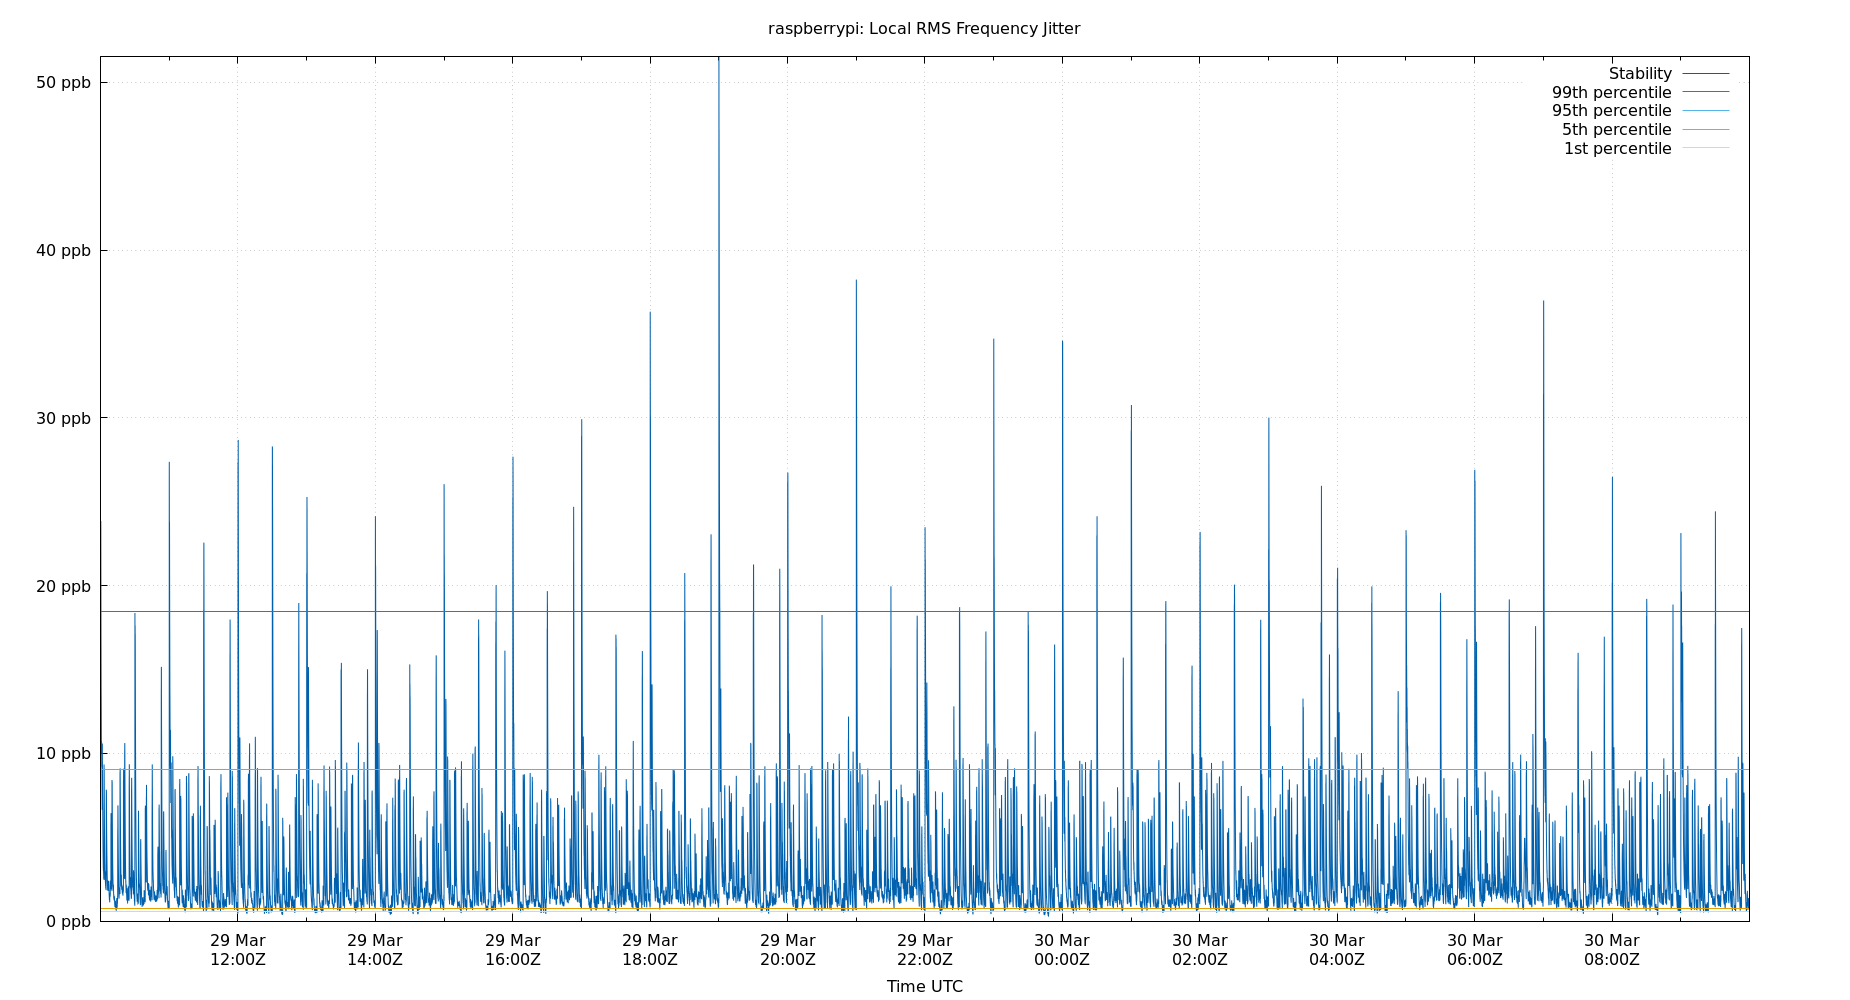 raspberrypi: Local RMS Frequency Jitter
50 ppb
40 ppb
30 ppb
20 ppb
10 ppb
0 ppb
Stability
99th percentile
95th percentile
5th percentile
1st percentile
29 Mar 29 Mar 29 Mar 29 Mar 29 Mar 29 Mar 30 Mar 30 Mar 30 Mar 30 Mar 30 Mar
12:00Z 14:00Z 16:00Z 18:00Z 20:00Z 22:00Z 00:00Z 02:00Z 04:00Z 06:00Z 08:00Z
Time UTC